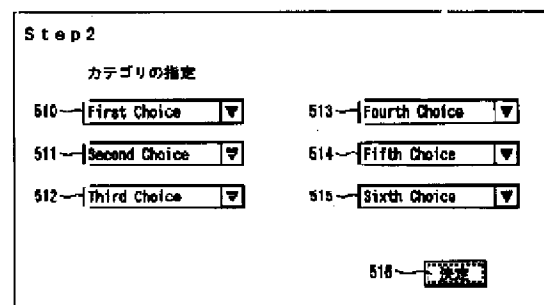 Step2
カテゴリの指定
510 First Choice
511 Second Choice
512 Third Choice
513 Fourth Choice
514 Fifth Choice
515 Sixth Choice
516 決定